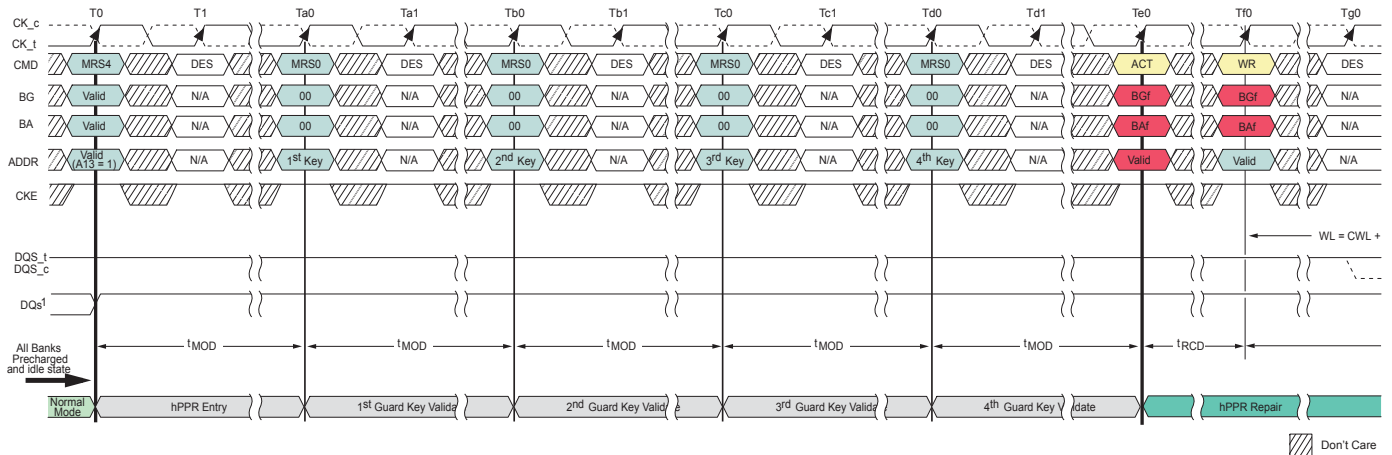 T0 T1 Ta0 Ta1 Tb0 Tb1 Tc0 Tc1 Td0 Td1 Te0 Tf0 Tg0
CK_c
CK_t
CMD MRS4 DES MRS0 DES MRS0 DES MRS0 DES MRS0 DES ACT WR DES
BG Valid N/A 00 N/A 00 N/A 00 N/A 00 N/A BGf BGf N/A
BA Valid N/A 00 N/A 00 N/A 00 N/A 00 N/A BAf BAf N/A
ADDR Valid (A13 = 1) N/A 1st Key N/A 2nd Key N/A 3rd Key N/A 4th Key N/A Valid Valid N/A
CKE
WL = CWL +
DQS_t
DQS_c
DQs1
tMOD tMOD tMOD tMOD tMOD tRCD
All Banks
Precharged
and idle state
Normal Mode hPPR Entry 1st Guard Key Valida 2nd Guard Key Validate 3rd Guard Key Valida 4th Guard Key Validate hPPR Repair
Don't Care